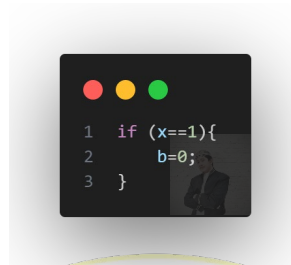 1 if (x==1){
2     b=0;
3 }